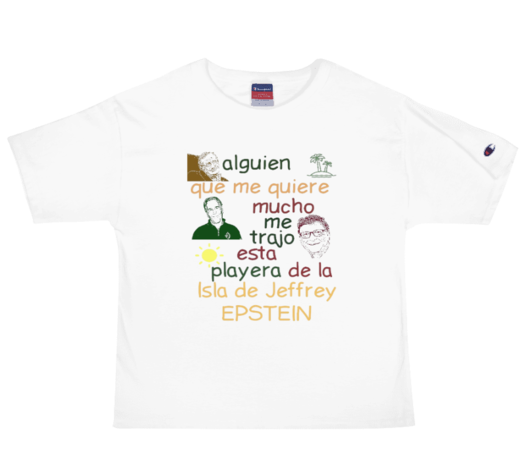 alguien
que me quiere
mucho
me
trajo
esta
playera de la
Isla de Jeffrey
EPSTEIN